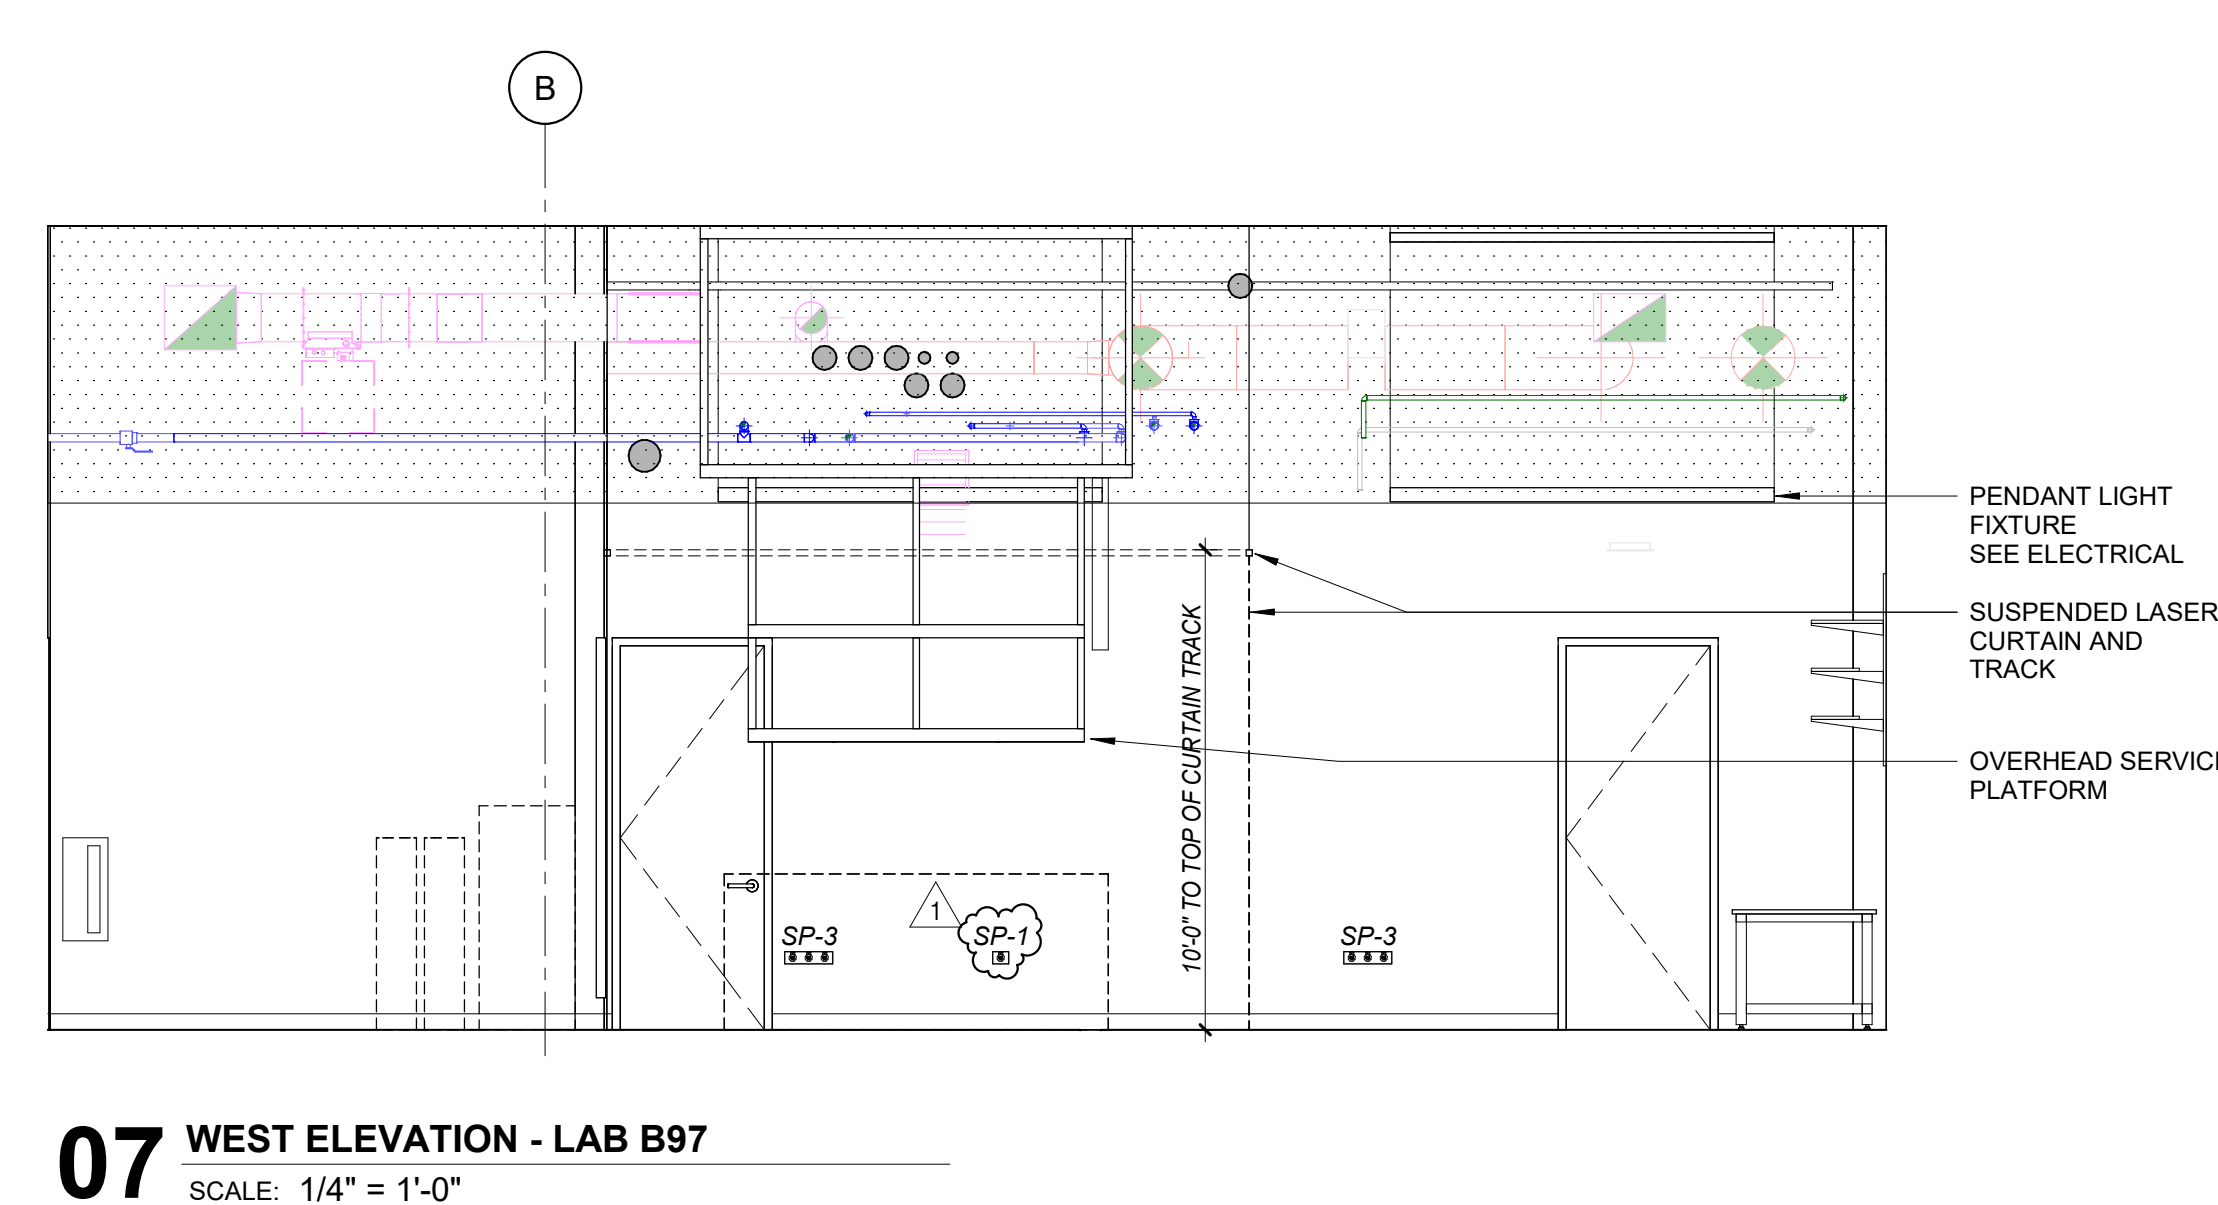 B
PENDANT LIGHT
FIXTURE
SEE ELECTRICAL
SUSPENDED LASER
CURTAIN AND
TRACK
OVERHEAD SERVICE
PLATFORM
10'-0" TO TOP OF CURTAIN TRACK
1
SP-3
SP-1
SP-3
07
WEST ELEVATION - LAB B97
SCALE: 1/4" = 1'-0"